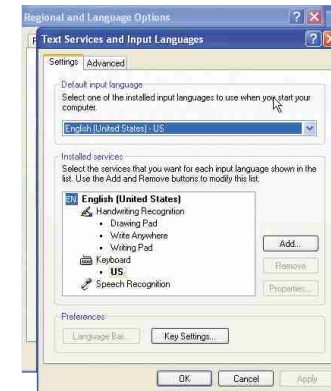 Regional and Language Options
Text Services and Input Languages
Settings
Advanced
Default input language
Select one of the installed input languages to use when you start your
computer.
English (United States) - US
Installed services
Select the services that you want for each input language shown in the
list. Use the Add and Remove buttons to modify this list.
EN English (United States)
Handwriting Recognition
• Drawing Pad
• Write Anywhere
• Writing Pad
Keyboard
• US
Speech Recognition
Add...
Remove
Properties...
Preferences
Language Bar...
Key Settings...
OK
Cancel
Apply